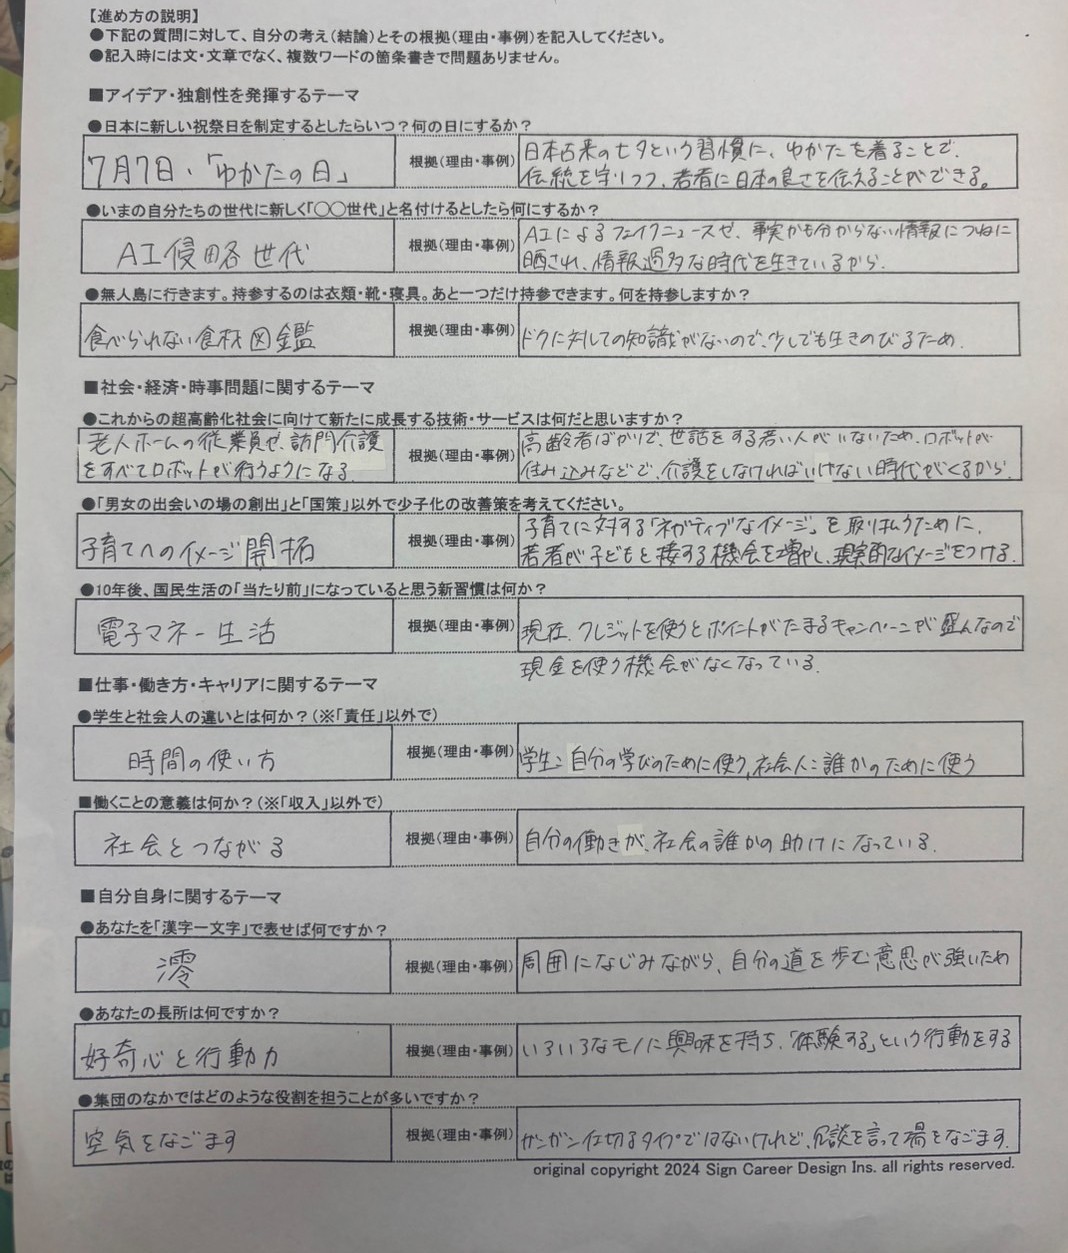 【進め方の説明】
●下記の質問に対して、自分の考え(結論)とその根拠(理由・事例)を記入してください。
●記入時には文・文章でなく、複数ワードの箇条書きで問題ありません。
■アイデア・独創性を発揮するテーマ
●日本に新しい祝祭日を制定するとしたらいつ?何の日にするか?
7月7日・「ゆかたの日」
根拠(理由・事例)
日本古来の七夕という習慣に、ゆかたを着ることで、
伝統を守りつつ、若者に日本の良さを伝えることができる。
●いまの自分たちの世代に新しく「〇〇世代」と名付けるとしたら何にするか?
AI侵略世代
根拠(理由・事例)
AIによるフェイクニュースで、事実かも分からない情報につねに
晒され、情報過多な時代を生きているから.
●無人島に行きます。持参するのは衣類・靴・寝具。あと一つだけ持参できます。何を持参しますか?
食べられない食材図鑑
根拠(理由・事例)
ドクに対しての知識がないので、少しでも生きのびるため.
■社会・経済・時事問題に関するテーマ
●これからの超高齢化社会に向けて新たに成長する技術・サービスは何だと思いますか?
老人ホームの従業員や、訪問介護
をすべてロボットが行うようになる.
根拠(理由・事例)
高齢者ばかりで、世話をする若い人がいないため、ロボットが
住み込みなどで、介護をしなければいけない時代がくるから.
●「男女の出会いの場の創出」と「国策」以外で少子化の改善策を考えてください。
子育てへのイメージ開拓
根拠(理由・事例)
子育てに対する「ネガティブなイメージ」を取り払うために、
若者が子どもと接する機会を増やし、現実的なイメージをつける.
●10年後、国民生活の「当たり前」になっていると思う新習慣は何か?
電子マネー生活
根拠(理由・事例)
現在、クレジットを使うとポイントがたまるキャンペーンが盛んなので
現金を使う機会がなくなっている.
■仕事・働き方・キャリアに関するテーマ
●学生と社会人の違いとは何か?(※「責任」以外で)
時間の使い方
根拠(理由・事例)
学生:自分の学びのために使う,社会人:誰かのために使う
■働くことの意義は何か?(※「収入」以外で)
社会とつながる
根拠(理由・事例)
自分の働きが、社会の誰かの助けになっている.
■自分自身に関するテーマ
●あなたを「漢字一文字」で表せば何ですか?
澪
根拠(理由・事例)
周囲になじみながら、自分の道を歩む意思が強いため
●あなたの長所は何ですか?
好奇心と行動力
根拠(理由・事例)
いろいろなモノに興味を持ち、「体験する」という行動をする
●集団のなかではどのような役割を担うことが多いですか?
空気をなごます
根拠(理由・事例)
ガンガン仕切るタイプではないけれど、冗談を言って場をなごます.
original copyright 2024 Sign Career Design Ins. all rights reserved.